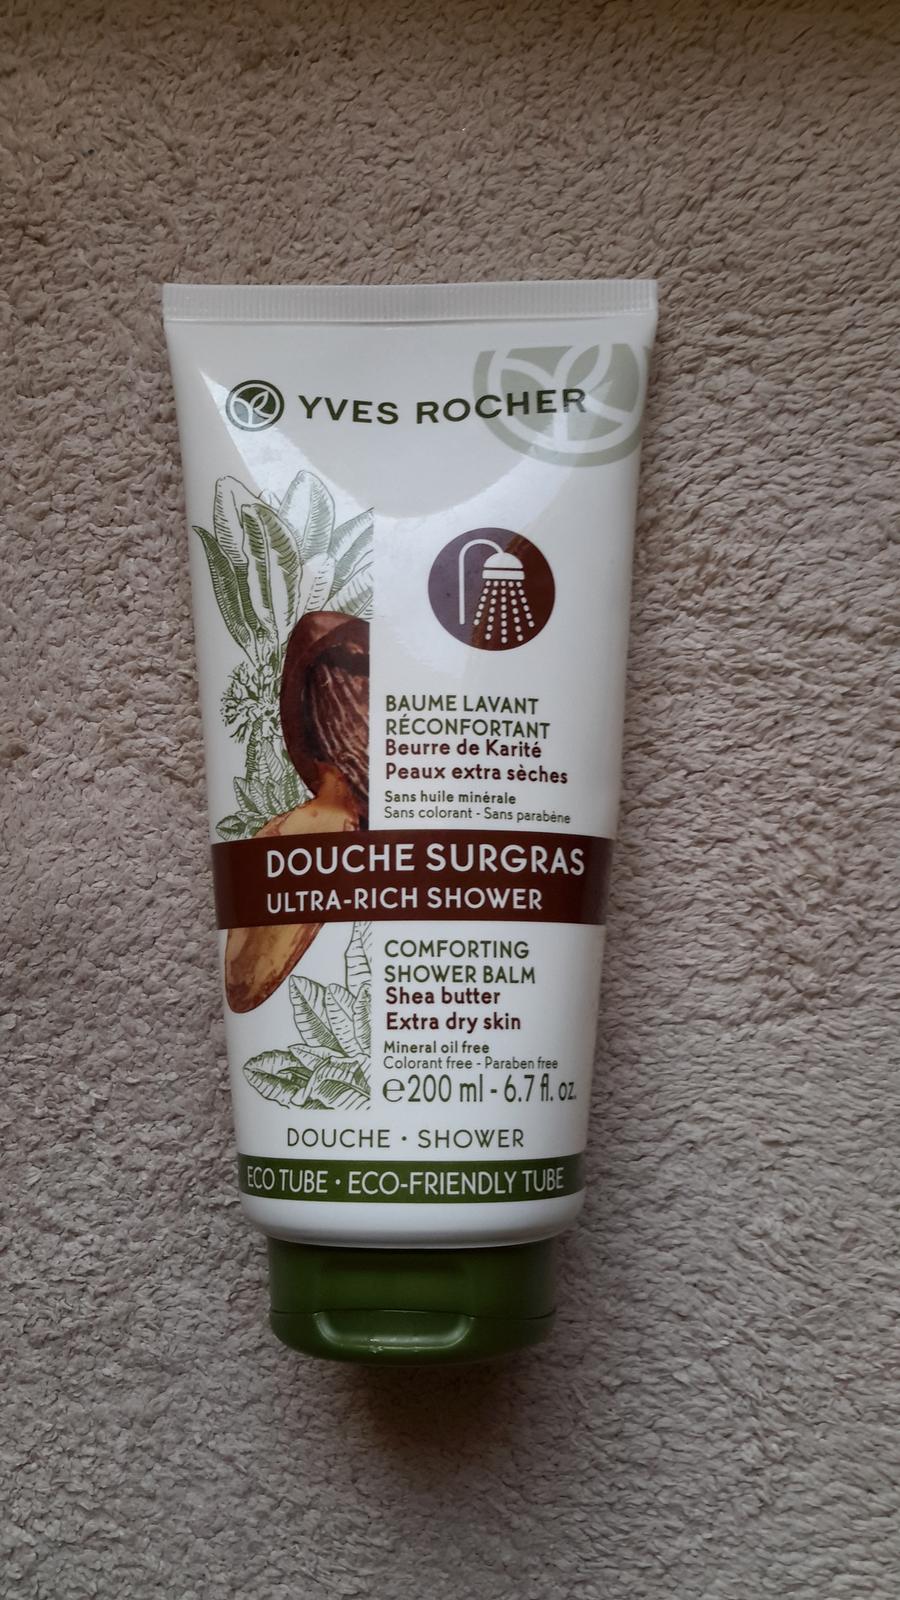 YVES ROCHER
BAUME LAVANT
RÉCONFORTANT
Beurre de Karité
Peaux extra sèches
Sans huile minérale
Sans colorant - Sans parabène
DOUCHE SURGRAS
ULTRA-RICH SHOWER
COMFORTING
SHOWER BALM
Shea butter
Extra dry skin
Mineral oil free
Colorant free - Paraben free
℮200 ml - 6.7 fl. oz.
DOUCHE • SHOWER
ECO TUBE • ECO-FRIENDLY TUBE